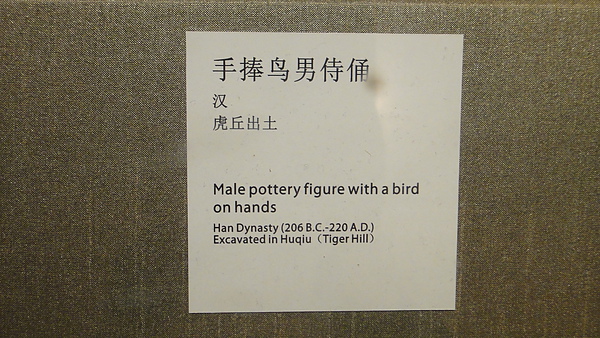 手捧鸟男侍俑
汉
虎丘出土
Male pottery figure with a bird
on hands
Han Dynasty (206 B.C.-220 A.D.)
Excavated in Huqiu（Tiger Hill）